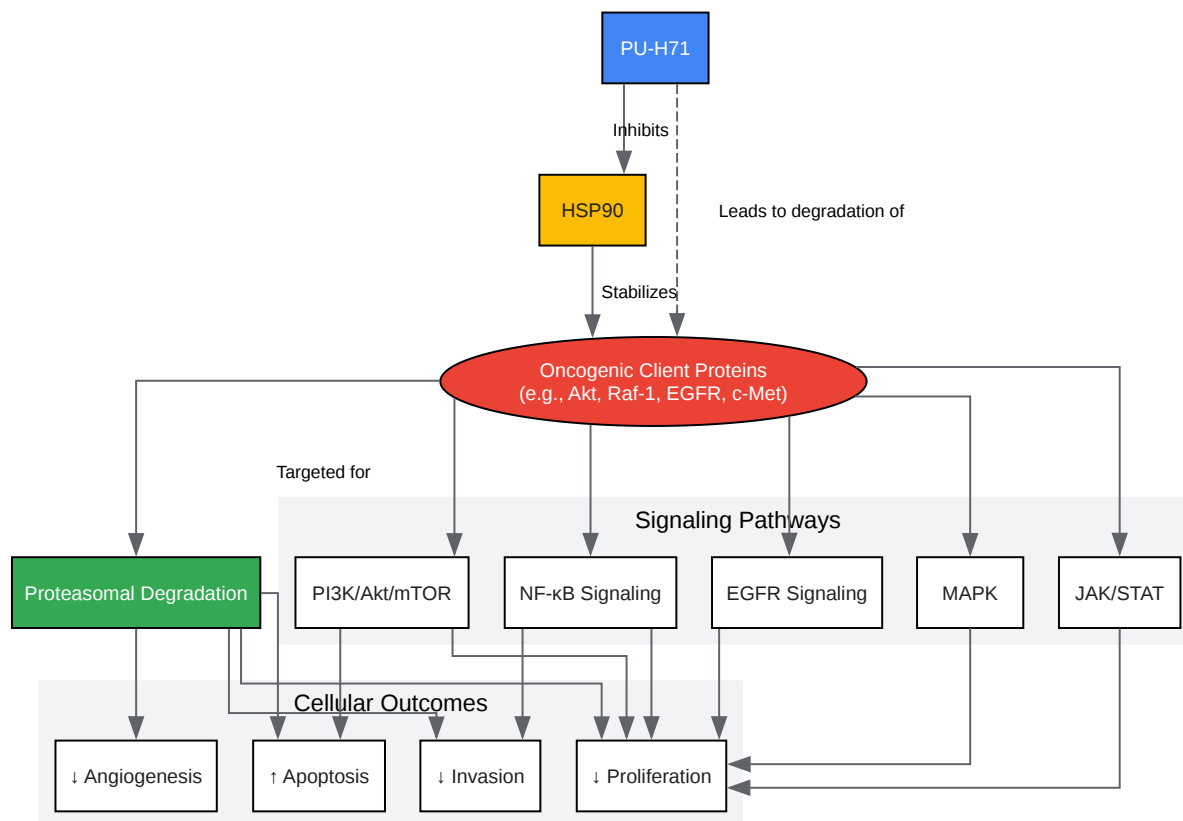 PU-H71
Inhibits
HSP90
Leads to degradation of
Stabilizes
Oncogenic Client Proteins
(e.g., Akt, Raf-1, EGFR, c-Met)
Targeted for
Signaling Pathways
Proteasomal Degradation
PI3K/Akt/mTOR
NF-κB Signaling
EGFR Signaling
MAPK
JAK/STAT
Cellular Outcomes
↓ Angiogenesis
↑ Apoptosis
↓ Invasion
↓ Proliferation